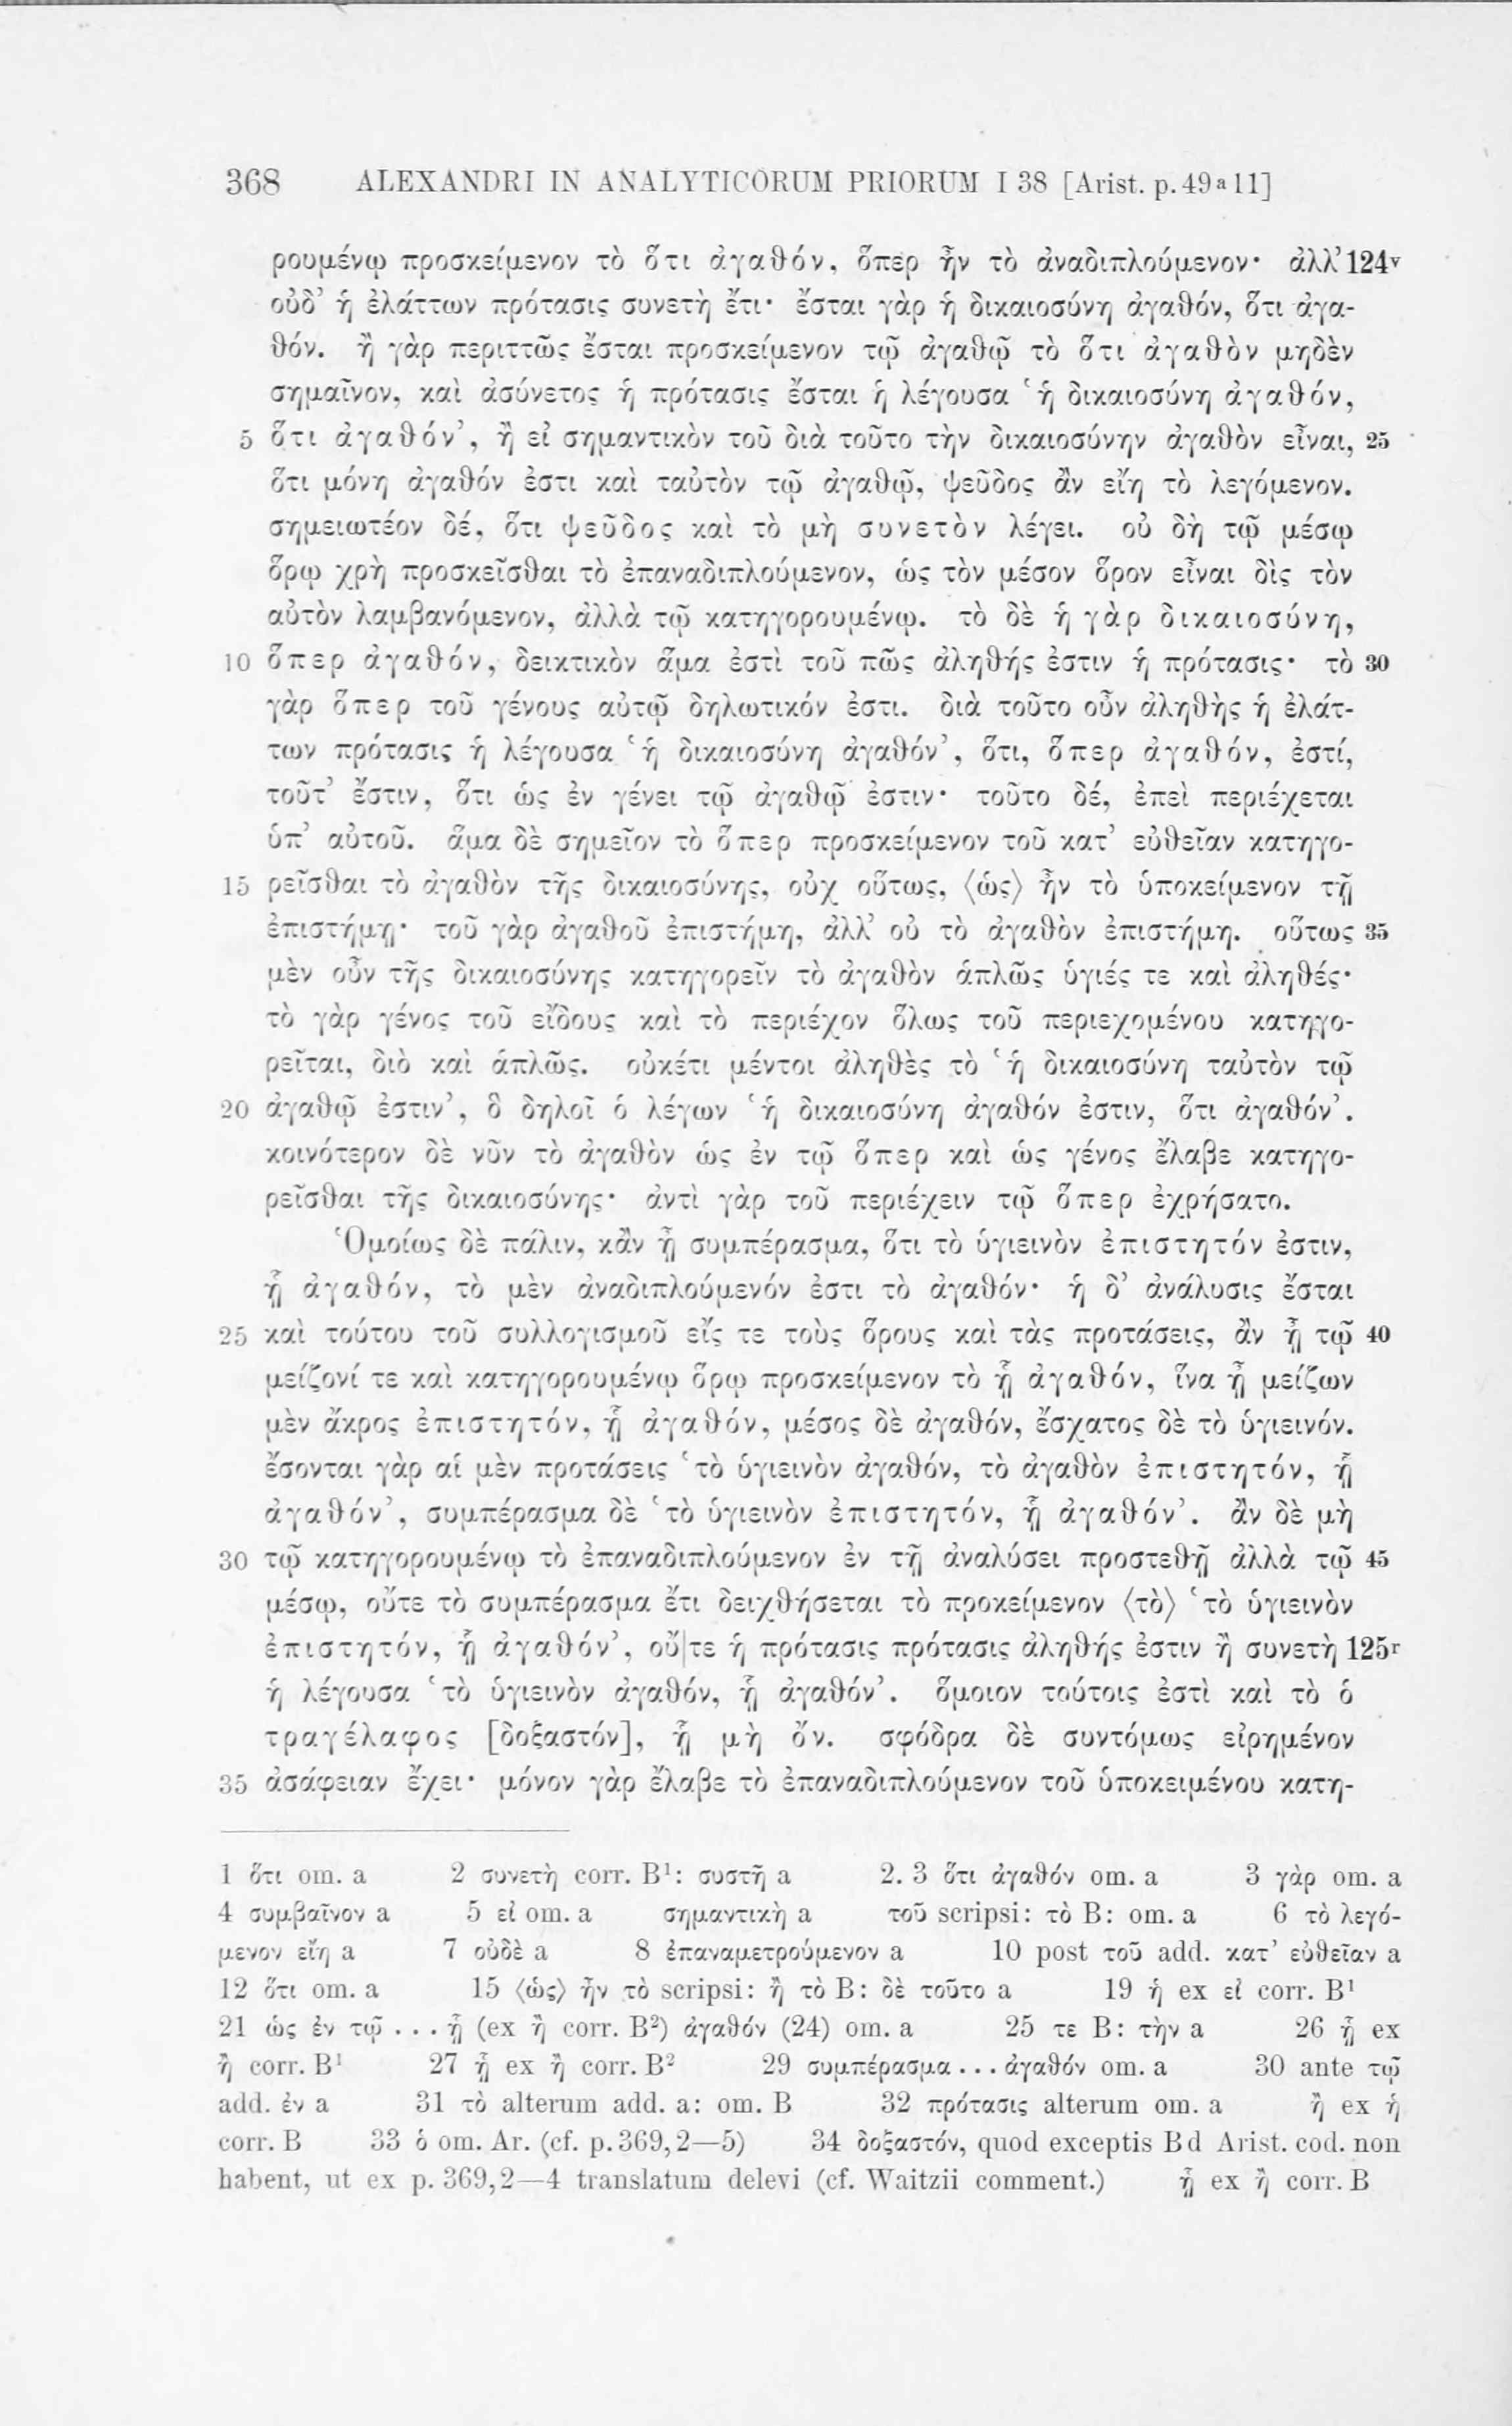 368 ALEXANDRI IN ANALYTICORUM PRIORUM I 38 [Arist. p. 49ᵃ11]
ρουμένῳ προσκείμενον τὸ ὅτι ἀγαθόν, ὅπερ ἦν τὸ ἀναδιπλούμενον· ἀλλ’ 124ᵛ
οὐδ’ ἡ ἐλάττων πρότασις συνετὴ ἔτι· ἔσται γὰρ ἡ δικαιοσύνη ἀγαθόν, ὅτι ἀγα-
θόν. ἢ γὰρ περιττῶς ἔσται προσκείμενον τῷ ἀγαθῷ τὸ ὅτι ἀγαθὸν μηδὲν
σημαῖνον, καὶ ἀσύνετος ἡ πρότασις ἔσται ἡ λέγουσα ‘ἡ δικαιοσύνη ἀγαθόν,
5 ὅτι ἀγαθόν’, ἢ εἰ σημαντικὸν τοῦ διὰ τοῦτο τὴν δικαιοσύνην ἀγαθὸν εἶναι, 25
ὅτι μόνη ἀγαθόν ἐστι καὶ ταὐτὸν τῷ ἀγαθῷ, ψεῦδος ἂν εἴη τὸ λεγόμενον.
σημειωτέον δέ, ὅτι ψεῦδος καὶ τὸ μὴ συνετὸν λέγει. οὐ δὴ τῷ μέσῳ
ὅρῳ χρὴ προσκεῖσθαι τὸ ἐπαναδιπλούμενον, ὡς τὸν μέσον ὅρον εἶναι δὶς τὸν
αὐτὸν λαμβανόμενον, ἀλλὰ τῷ κατηγορουμένῳ. τὸ δὲ ἡ γὰρ δικαιοσύνη,
10 ὅπερ ἀγαθόν, δεικτικὸν ἅμα ἐστὶ τοῦ πῶς ἀληθής ἐστιν ἡ πρότασις· τὸ 30
γὰρ ὅπερ τοῦ γένους αὐτῷ δηλωτικόν ἐστι. διὰ τοῦτο οὖν ἀληθὴς ἡ ἐλάτ-
των πρότασις ἡ λέγουσα ‘ἡ δικαιοσύνη ἀγαθόν’, ὅτι, ὅπερ ἀγαθόν, ἐστί,
τοῦτ’ ἔστιν, ὅτι ὡς ἐν γένει τῷ ἀγαθῷ ἐστιν· τοῦτο δέ, ἐπεὶ περιέχεται
ὑπ’ αὐτοῦ. ἅμα δὲ σημεῖον τὸ ὅπερ προσκείμενον τοῦ κατ’ εὐθεῖαν κατηγο-
15 ρεῖσθαι τὸ ἀγαθὸν τῆς δικαιοσύνης, οὐχ οὕτως, ⟨ὡς⟩ ἦν τὸ ὑποκείμενον τῇ
ἐπιστήμῃ· τοῦ γὰρ ἀγαθοῦ ἐπιστήμη, ἀλλ’ οὐ τὸ ἀγαθὸν ἐπιστήμη. οὕτως 35
μὲν οὖν τῆς δικαιοσύνης κατηγορεῖν τὸ ἀγαθὸν ἁπλῶς ὑγιές τε καὶ ἀληθές·
τὸ γὰρ γένος τοῦ εἴδους καὶ τὸ περιέχον ὅλως τοῦ περιεχομένου κατηγο-
ρεῖται, διὸ καὶ ἁπλῶς. οὐκέτι μέντοι ἀληθὲς τὸ ‘ἡ δικαιοσύνη ταὐτὸν τῷ
20 ἀγαθῷ ἐστιν’, ὃ δηλοῖ ὁ λέγων ‘ἡ δικαιοσύνη ἀγαθόν ἐστιν, ὅτι ἀγαθόν’.
κοινότερον δὲ νῦν τὸ ἀγαθὸν ὡς ἐν τῷ ὅπερ καὶ ὡς γένος ἔλαβε κατηγο-
ρεῖσθαι τῆς δικαιοσύνης· ἀντὶ γὰρ τοῦ περιέχειν τῷ ὅπερ ἐχρήσατο.
Ὁμοίως δὲ πάλιν, κἂν ᾖ συμπέρασμα, ὅτι τὸ ὑγιεινὸν ἐπιστητόν ἐστιν,
ᾗ ἀγαθόν, τὸ μὲν ἀναδιπλούμενόν ἐστι τὸ ἀγαθόν· ἡ δ’ ἀνάλυσις ἔσται
25 καὶ τούτου τοῦ συλλογισμοῦ εἴς τε τοὺς ὅρους καὶ τὰς προτάσεις, ἂν ᾖ τῷ 40
μείζονί τε καὶ κατηγορουμένῳ ὅρῳ προσκείμενον τὸ ᾗ ἀγαθόν, ἵνα ᾖ μείζων
μὲν ἄκρος ἐπιστητόν, ᾗ ἀγαθόν, μέσος δὲ ἀγαθόν, ἔσχατος δὲ τὸ ὑγιεινόν.
ἔσονται γὰρ αἱ μὲν προτάσεις ‘τὸ ὑγιεινὸν ἀγαθόν, τὸ ἀγαθὸν ἐπιστητόν, ᾗ
ἀγαθόν’, συμπέρασμα δὲ ‘τὸ ὑγιεινὸν ἐπιστητόν, ᾗ ἀγαθόν’. ἂν δὲ μὴ
30 τῷ κατηγορουμένῳ τὸ ἐπαναδιπλούμενον ἐν τῇ ἀναλύσει προστεθῇ ἀλλὰ τῷ 45
μέσῳ, οὔτε τὸ συμπέρασμα ἔτι δειχθήσεται τὸ προκείμενον ⟨τὸ⟩ ‘τὸ ὑγιεινὸν
ἐπιστητόν, ᾗ ἀγαθόν’, οὔ|τε ἡ πρότασις πρότασις ἀληθής ἐστιν ἢ συνετὴ 125ʳ
ἡ λέγουσα ‘τὸ ὑγιεινὸν ἀγαθόν, ᾗ ἀγαθόν’. ὅμοιον τούτοις ἐστὶ καὶ τὸ ὁ
τραγέλαφος [δοξαστόν], ᾗ μὴ ὄν. σφόδρα δὲ συντόμως εἰρημένον
35 ἀσάφειαν ἔχει· μόνον γὰρ ἔλαβε τὸ ἐπαναδιπλούμενον τοῦ ὑποκειμένου κατη-
1 ὅτι om. a 2 συνετὴ corr. B¹: συστῇ a 2. 3 ὅτι ἀγαθόν om. a 3 γὰρ om. a
4 συμβαῖνον a 5 εἰ om. a σημαντικὴ a τοῦ scripsi: τὸ B: om. a 6 τὸ λεγό-
μενον εἴη a 7 οὐδὲ a 8 ἐπαναμετρούμενον a 10 post τοῦ add. κατ’ εὐθεῖαν a
12 ὅτι om. a 15 ⟨ὡς⟩ ἦν τὸ scripsi: ἢ τὸ B: δὲ τοῦτο a 19 ἡ ex εἰ corr. B¹
21 ὡς ἐν τῷ . . . ᾗ (ex ἢ corr. B²) ἀγαθόν (24) om. a 25 τε B: τὴν a 26 ᾗ ex
ἢ corr. B¹ 27 ᾗ ex ἢ corr. B² 29 συμπέρασμα . . . ἀγαθόν om. a 30 ante τῷ
add. ἐν a 31 τὸ alterum add. a: om. B 32 πρότασις alterum om. a ἢ ex ἡ
corr. B 33 ὁ om. Ar. (cf. p. 369,2—5) 34 δοξαστόν, quod exceptis B d Arist. cod. non
habent, ut ex p. 369,2—4 translatum delevi (cf. Waitzii comment.) ᾗ ex ἢ corr. B